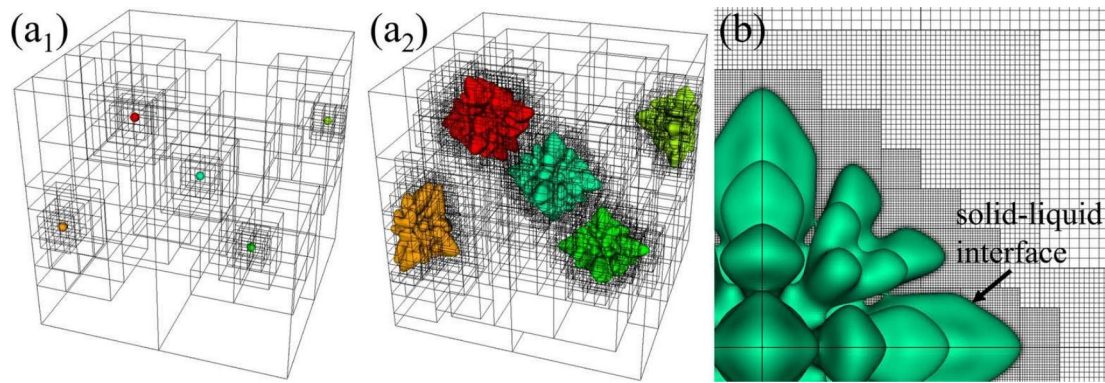 (a₁)
(a₂)
(b)
solid-liquid
interface